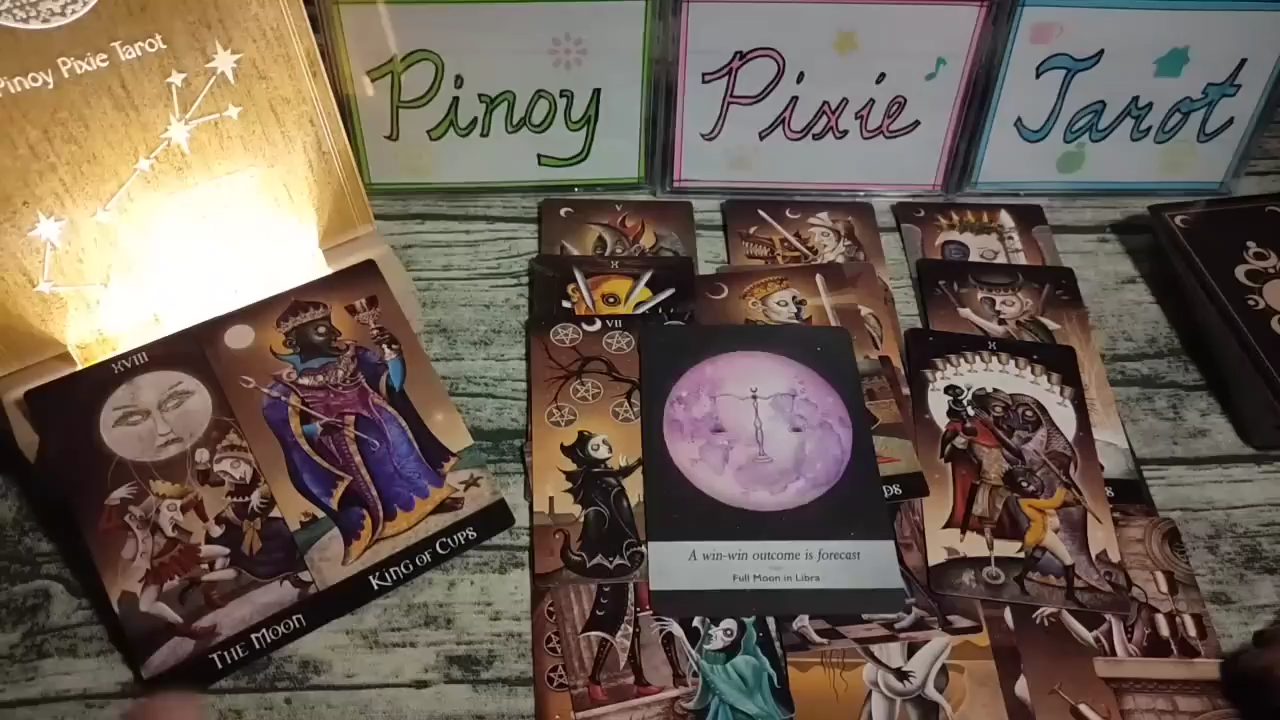 Pinoy Pixie Tarot
Pinoy
Pixie
Tarot
V
X
VII
X
XVIII
THE MOON
KING OF CUPS
A win-win outcome is forecast
Full Moon in Libra